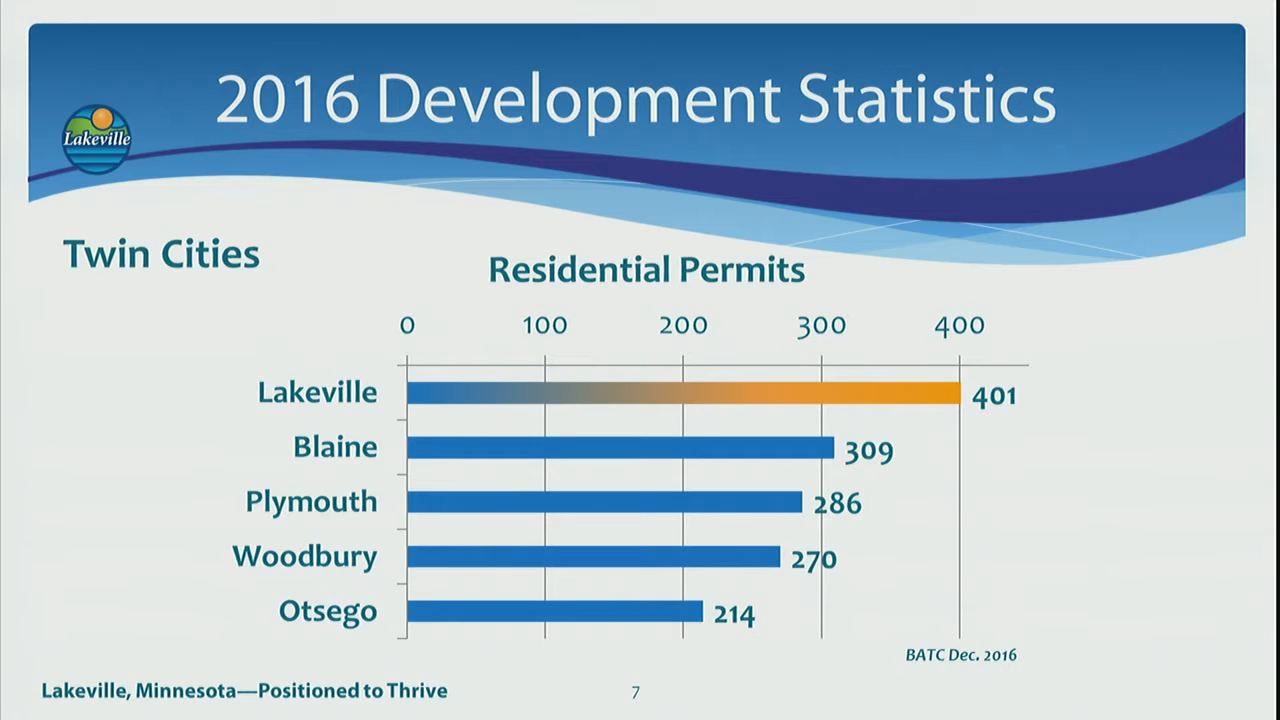 2016 Development Statistics
Lakeville
Twin Cities
Residential Permits
0 100 200 300 400
Lakeville 401
Blaine 309
Plymouth 286
Woodbury 270
Otsego 214
BATC Dec. 2016
Lakeville, Minnesota—Positioned to Thrive 7